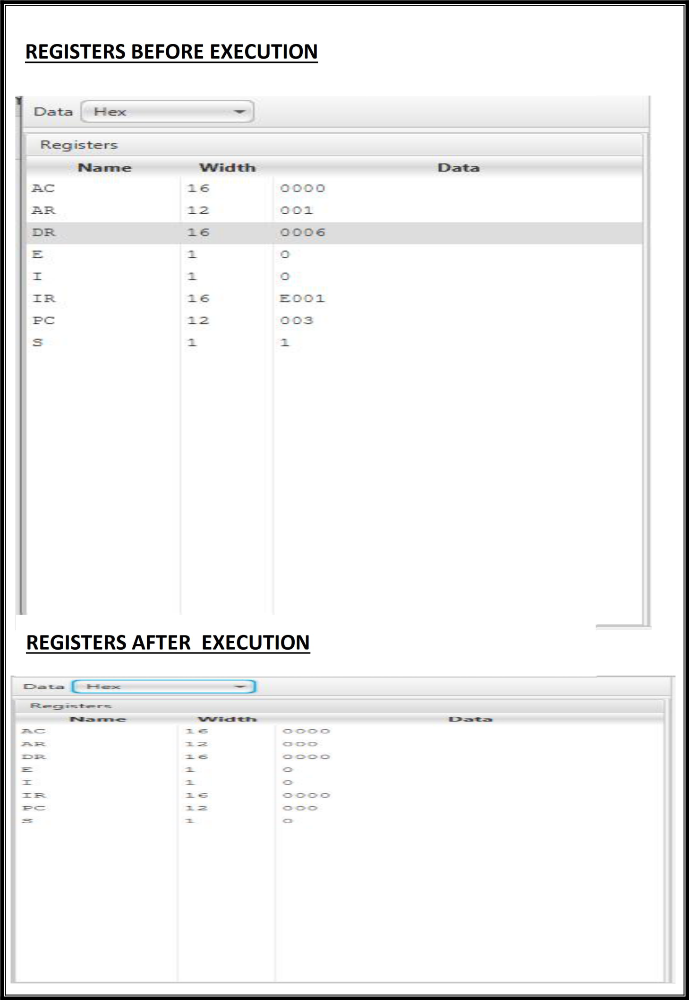 REGISTERS BEFORE EXECUTION
Data Hex
Registers
Name Width Data
AC 16 0000
AR 12 001
DR 16 0006
E 1 0
I 1 0
IR 16 E001
PC 12 003
S 1 1
REGISTERS AFTER EXECUTION
Data Hex
Registers
Name Width Data
AC 16 0000
AR 12 000
DR 16 0000
E 1 0
I 1 0
IR 16 0000
PC 12 000
S 1 0